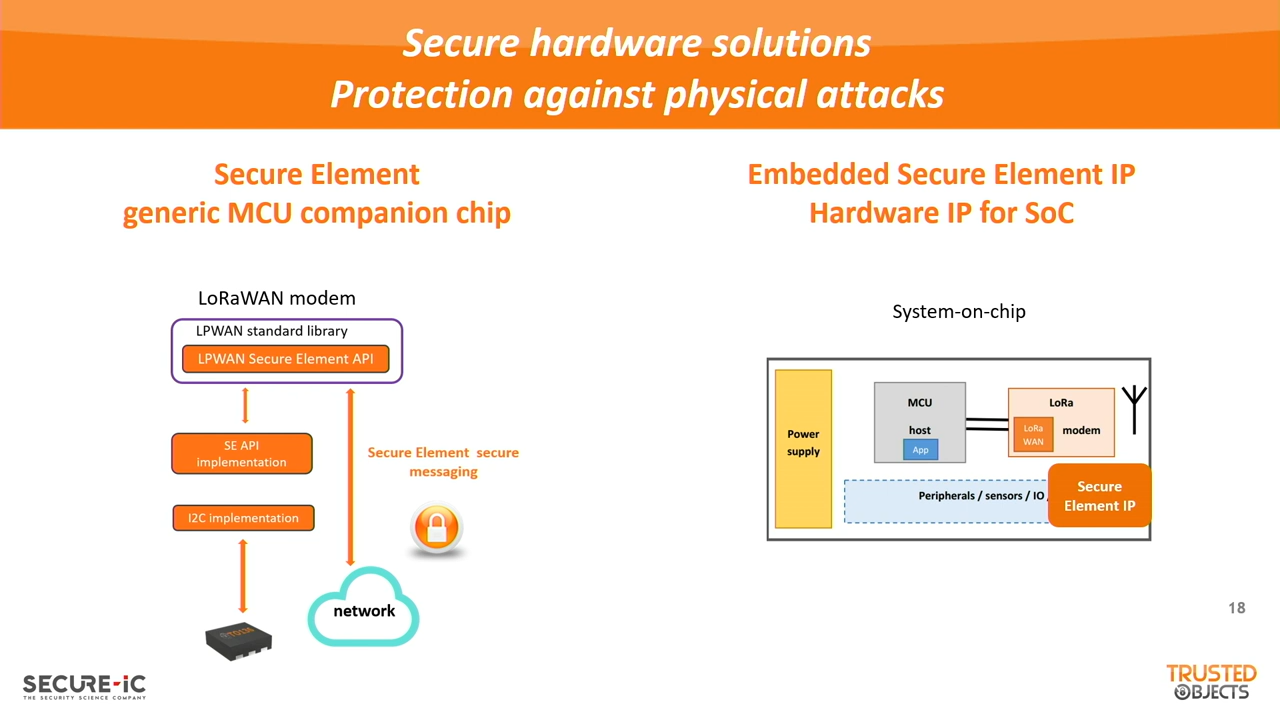 Secure hardware solutions
Protection against physical attacks
Secure Element
generic MCU companion chip
LoRaWAN modem
LPWAN standard library
LPWAN Secure Element API
SE API
implementation
I2C implementation
Secure Element secure
messaging
network
Embedded Secure Element IP
Hardware IP for SoC
System-on-chip
Power
supply
MCU
host
App
LoRa
LoRa
WAN
modem
Peripherals / sensors / IO
Secure
Element IP
18
SECURE-IC
THE SECURITY SCIENCE COMPANY
TRUSTED
OBJECTS